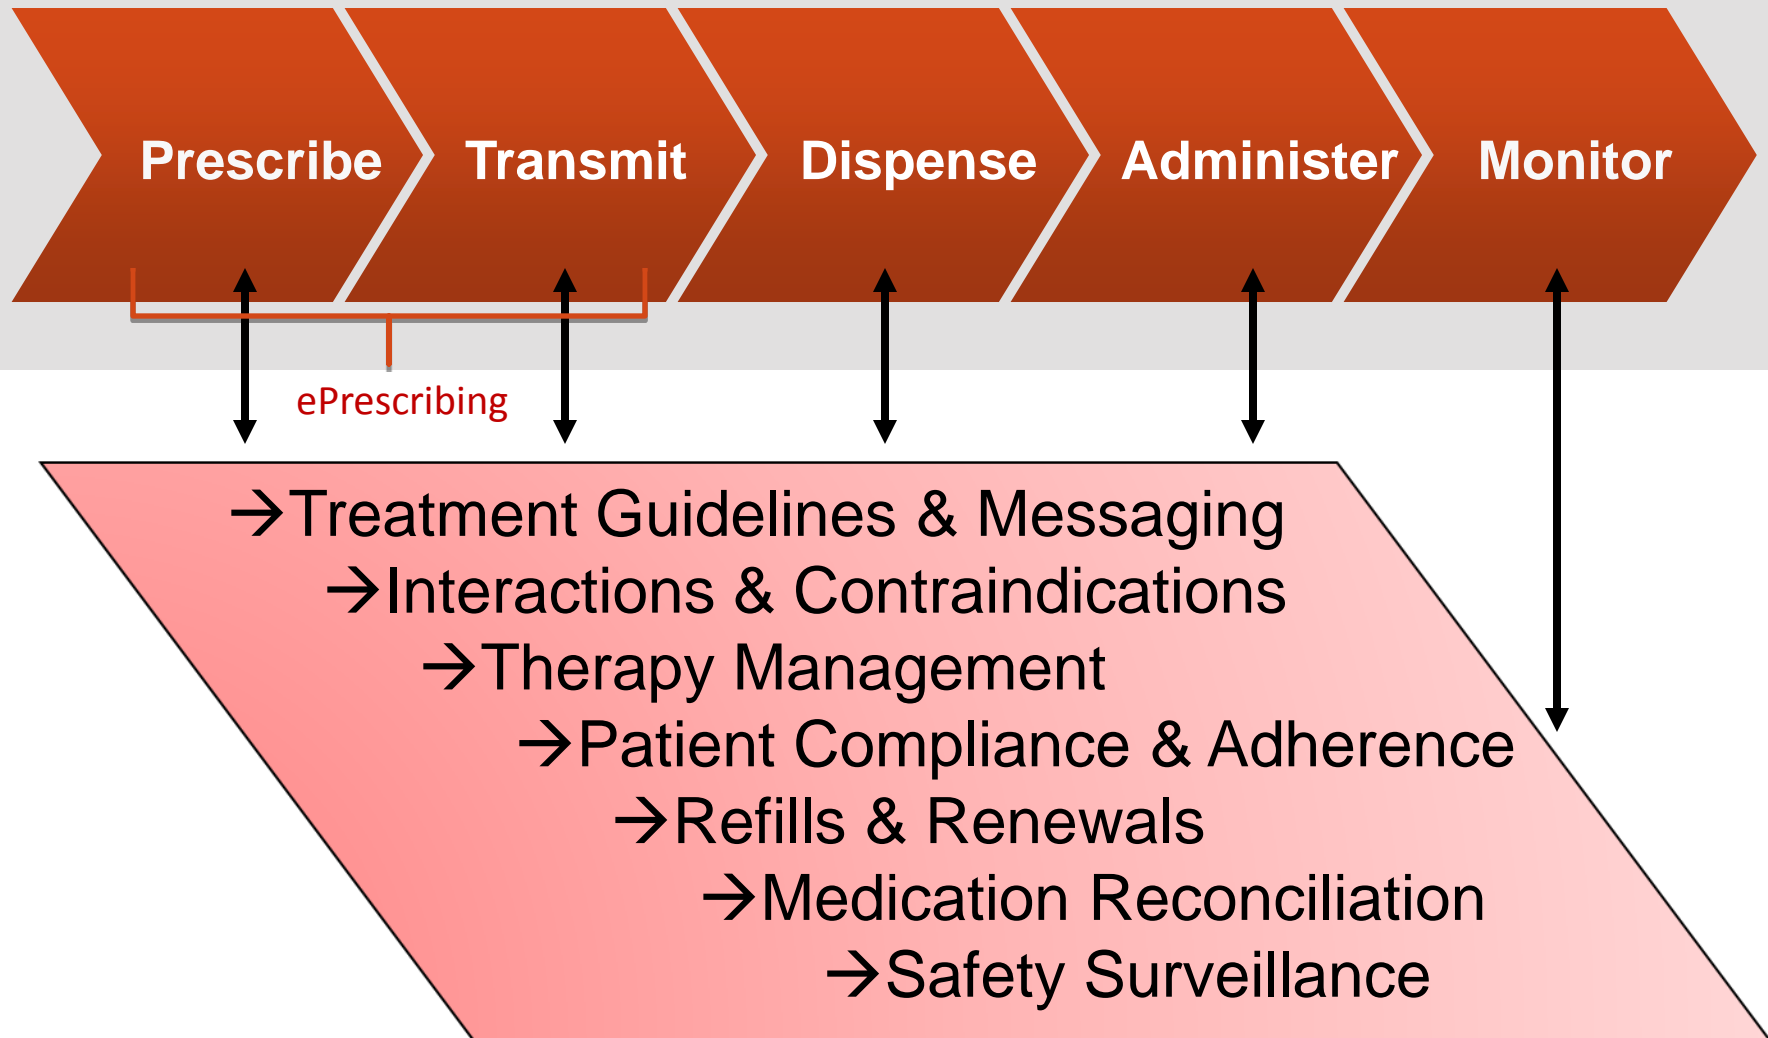 Prescribe Transmit Dispense Administer Monitor
ePrescribing
→Treatment Guidelines & Messaging
→Interactions & Contraindications
→Therapy Management
→Patient Compliance & Adherence
→Refills & Renewals
→Medication Reconciliation
→Safety Surveillance